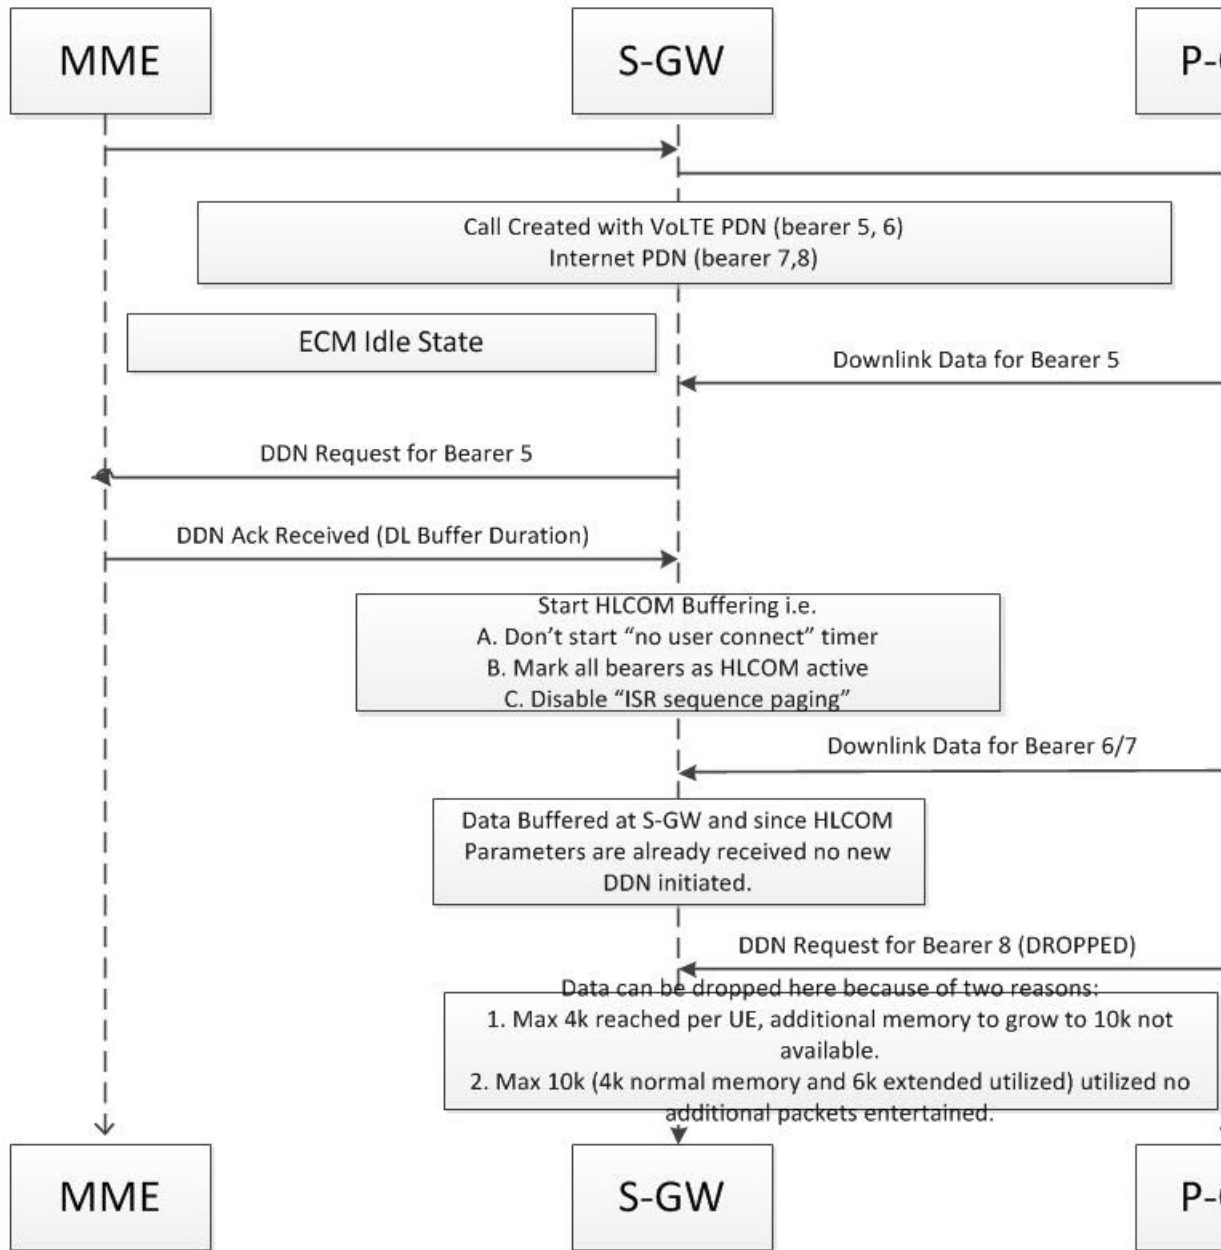 MME
S-GW
P-
Call Created with VoLTE PDN (bearer 5, 6)
Internet PDN (bearer 7,8)
ECM Idle State
Downlink Data for Bearer 5
DDN Request for Bearer 5
DDN Ack Received (DL Buffer Duration)
Start HLCOM Buffering i.e.
A. Don’t start “no user connect” timer
B. Mark all bearers as HLCOM active
C. Disable “ISR sequence paging”
Downlink Data for Bearer 6/7
Data Buffered at S-GW and since HLCOM
Parameters are already received no new
DDN initiated.
DDN Request for Bearer 8 (DROPPED)
Data can be dropped here because of two reasons:
1. Max 4k reached per UE, additional memory to grow to 10k not
available.
2. Max 10k (4k normal memory and 6k extended utilized) utilized no
additional packets entertained.
MME
S-GW
P-